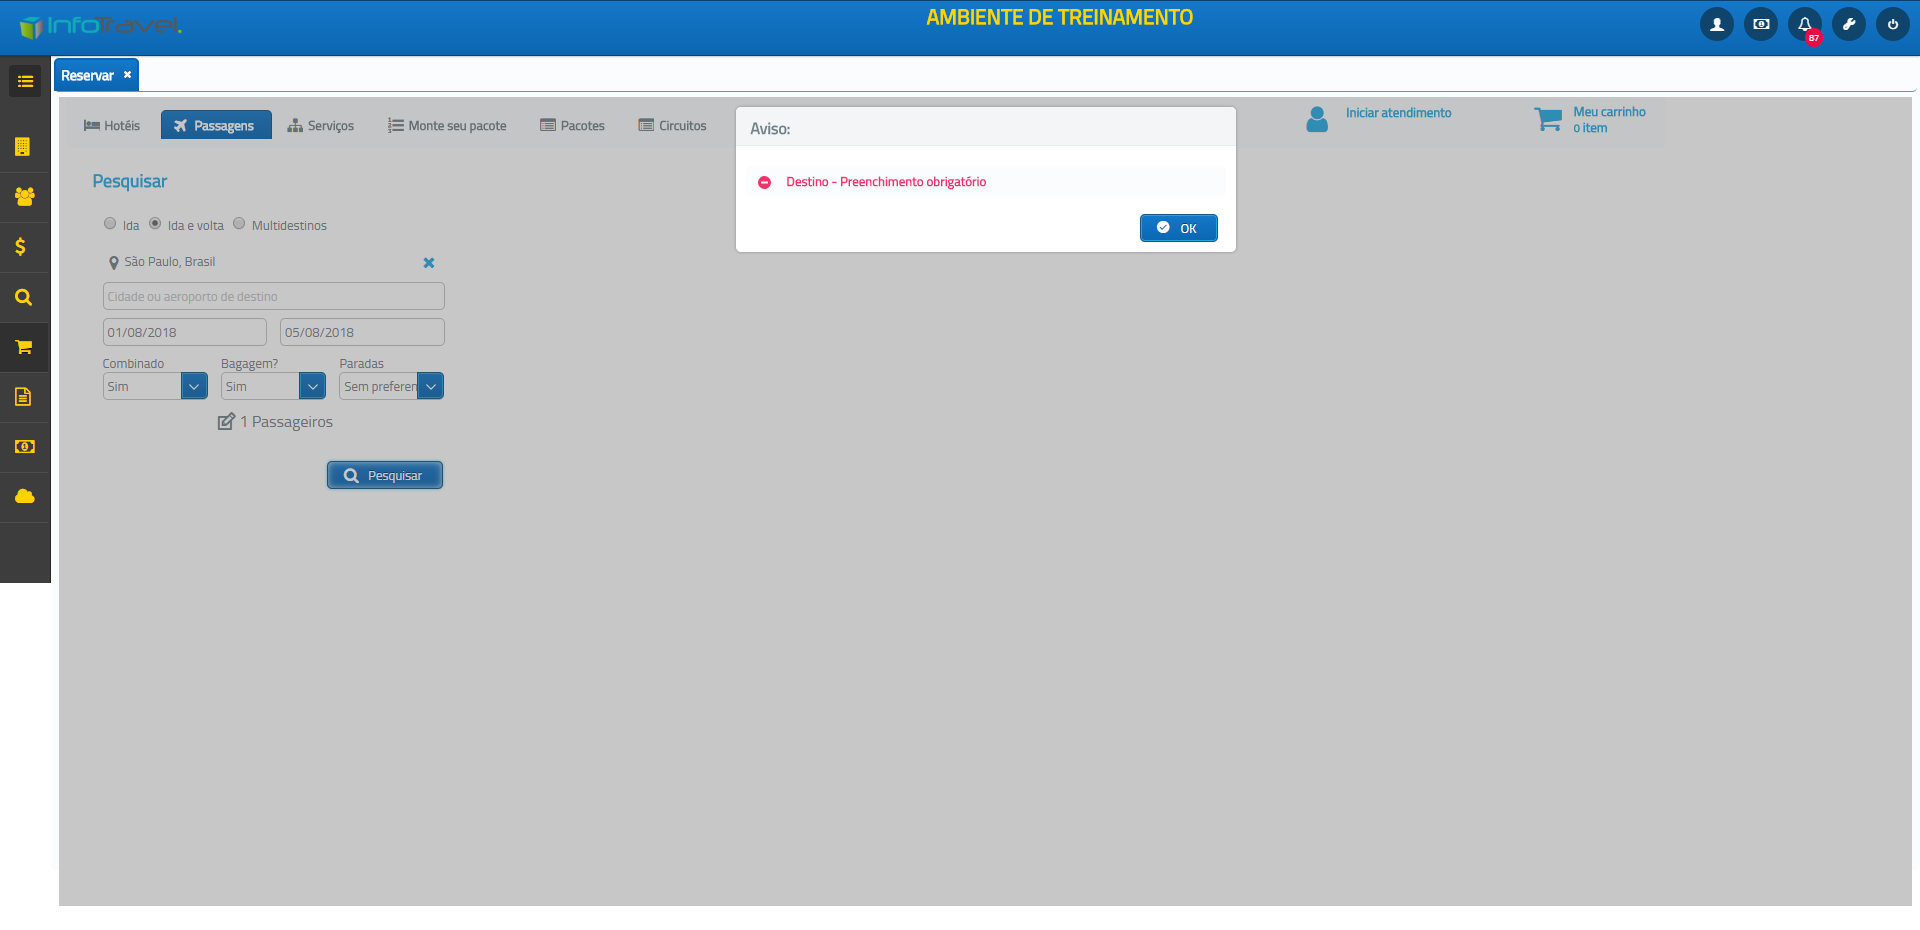 InfoTravel.
AMBIENTE DE TREINAMENTO
87
Reservar
Hotéis
Passagens
Serviços
Monte seu pacote
Pacotes
Circuitos
Iniciar atendimento
Meu carrinho
0 item
Aviso:
Destino - Preenchimento obrigatório
OK
Pesquisar
Ida
Ida e volta
Multidestinos
São Paulo, Brasil
Cidade ou aeroporto de destino
01/08/2018
05/08/2018
Combinado
Bagagem?
Paradas
Sim
Sim
Sem preferen
1 Passageiros
Pesquisar